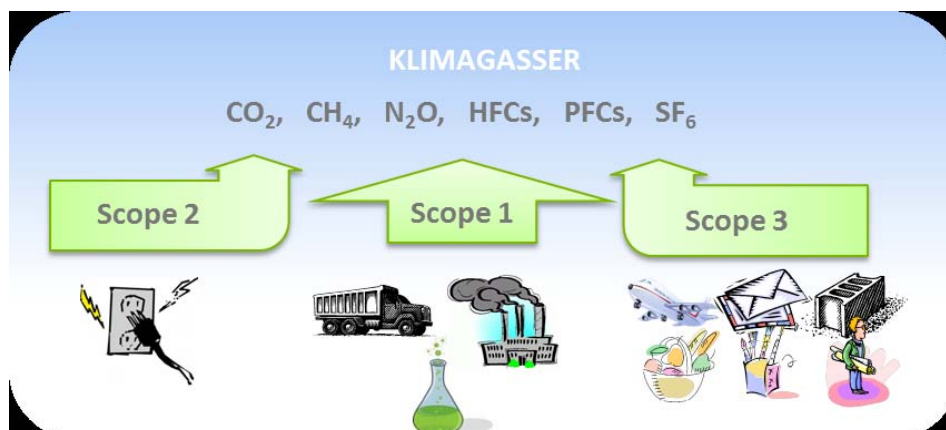 KLIMAGASSER
CO₂, CH₄, N₂O, HFCs, PFCs, SF₆
Scope 2
Scope 1
Scope 3